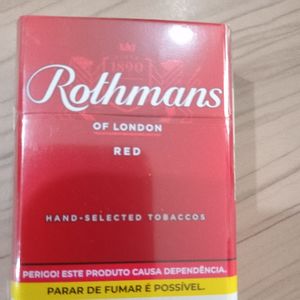 1890
Rothmans
OF LONDON
RED
HAND-SELECTED TOBACCOS
PERIGO! ESTE PRODUTO CAUSA DEPENDÊNCIA.
PARAR DE FUMAR É POSSÍVEL.